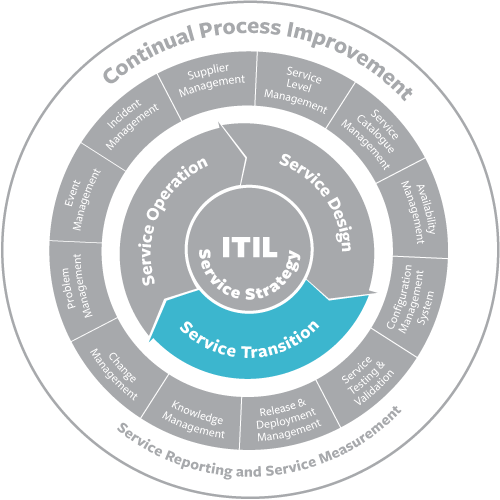 Continual Process Improvement
Supplier
Management
Service
Level
Management
Service
Catalogue
Management
Availability
Management
Configuration
Management
System
Service
Testing &
Validation
Release &
Deployment
Management
Knowledge
Management
Change
Management
Problem
Management
Event
Management
Incident
Management
Service Operation
Service Design
Service Transition
ITIL
Service Strategy
Service Reporting and Service Measurement